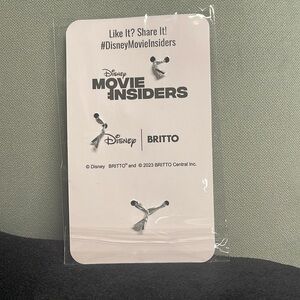 Like It? Share It!
#DisneyMovieInsiders
Disney
MOVIE
INSIDERS
Disney | BRITTO
© Disney BRITTO® and © 2023 BRITTO Central Inc.